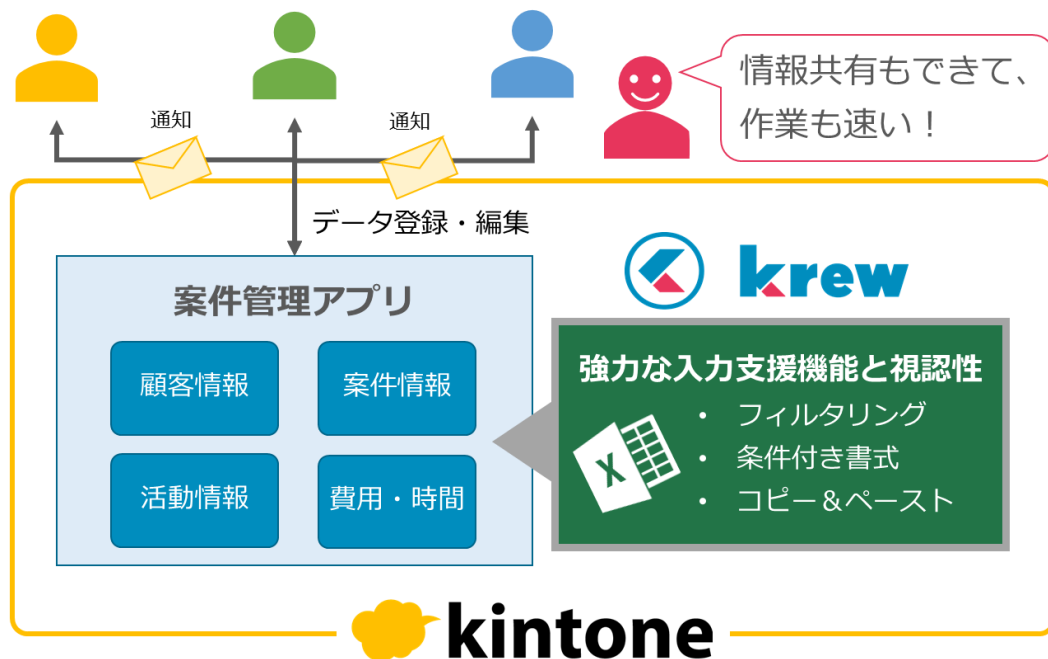 情報共有もできて、
作業も速い！
通知
通知
データ登録・編集
krew
案件管理アプリ
顧客情報
案件情報
活動情報
費用・時間
強力な入力支援機能と視認性
• フィルタリング
• 条件付き書式
• コピー＆ペースト
X
kintone